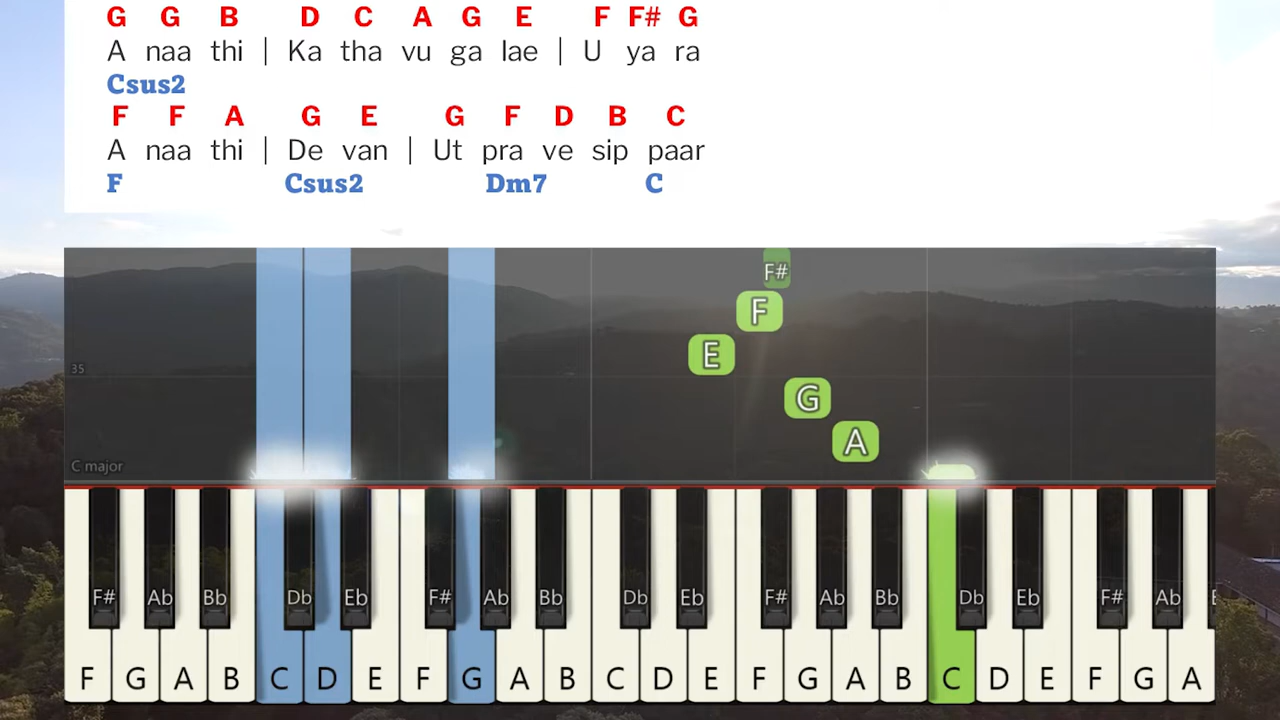 G G B D C A G E F F# G
A naa thi | Ka tha vu ga lae | U ya ra
Csus2
F F A G E G F D B C
A naa thi | De van | Ut pra ve sip paar
F Csus2 Dm7 C
F#
F
E
35
G
A
C major
F# Ab Bb Db Eb F# Ab Bb Db Eb F# Ab Bb Db Eb F# Ab
F G A B C D E F G A B C D E F G A B C D E F G A